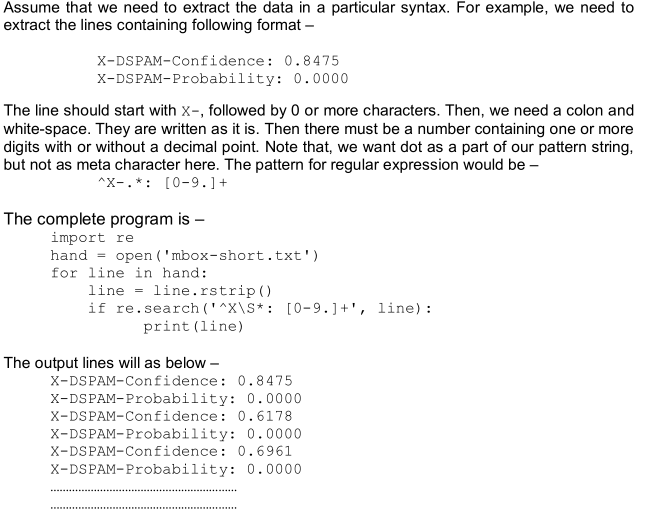 Assume that we need to extract the data in a particular syntax. For example, we need to
extract the lines containing following format –
X-DSPAM-Confidence: 0.8475
X-DSPAM-Probability: 0.0000
The line should start with X-, followed by 0 or more characters. Then, we need a colon and
white-space. They are written as it is. Then there must be a number containing one or more
digits with or without a decimal point. Note that, we want dot as a part of our pattern string,
but not as meta character here. The pattern for regular expression would be –
^X-.*: [0-9.]+
The complete program is –
import re
hand = open('mbox-short.txt')
for line in hand:
line = line.rstrip()
if re.search('^X\S*: [0-9.]+', line):
print(line)
The output lines will as below –
X-DSPAM-Confidence: 0.8475
X-DSPAM-Probability: 0.0000
X-DSPAM-Confidence: 0.6178
X-DSPAM-Probability: 0.0000
X-DSPAM-Confidence: 0.6961
X-DSPAM-Probability: 0.0000
……………………………………………………
……………………………………………………